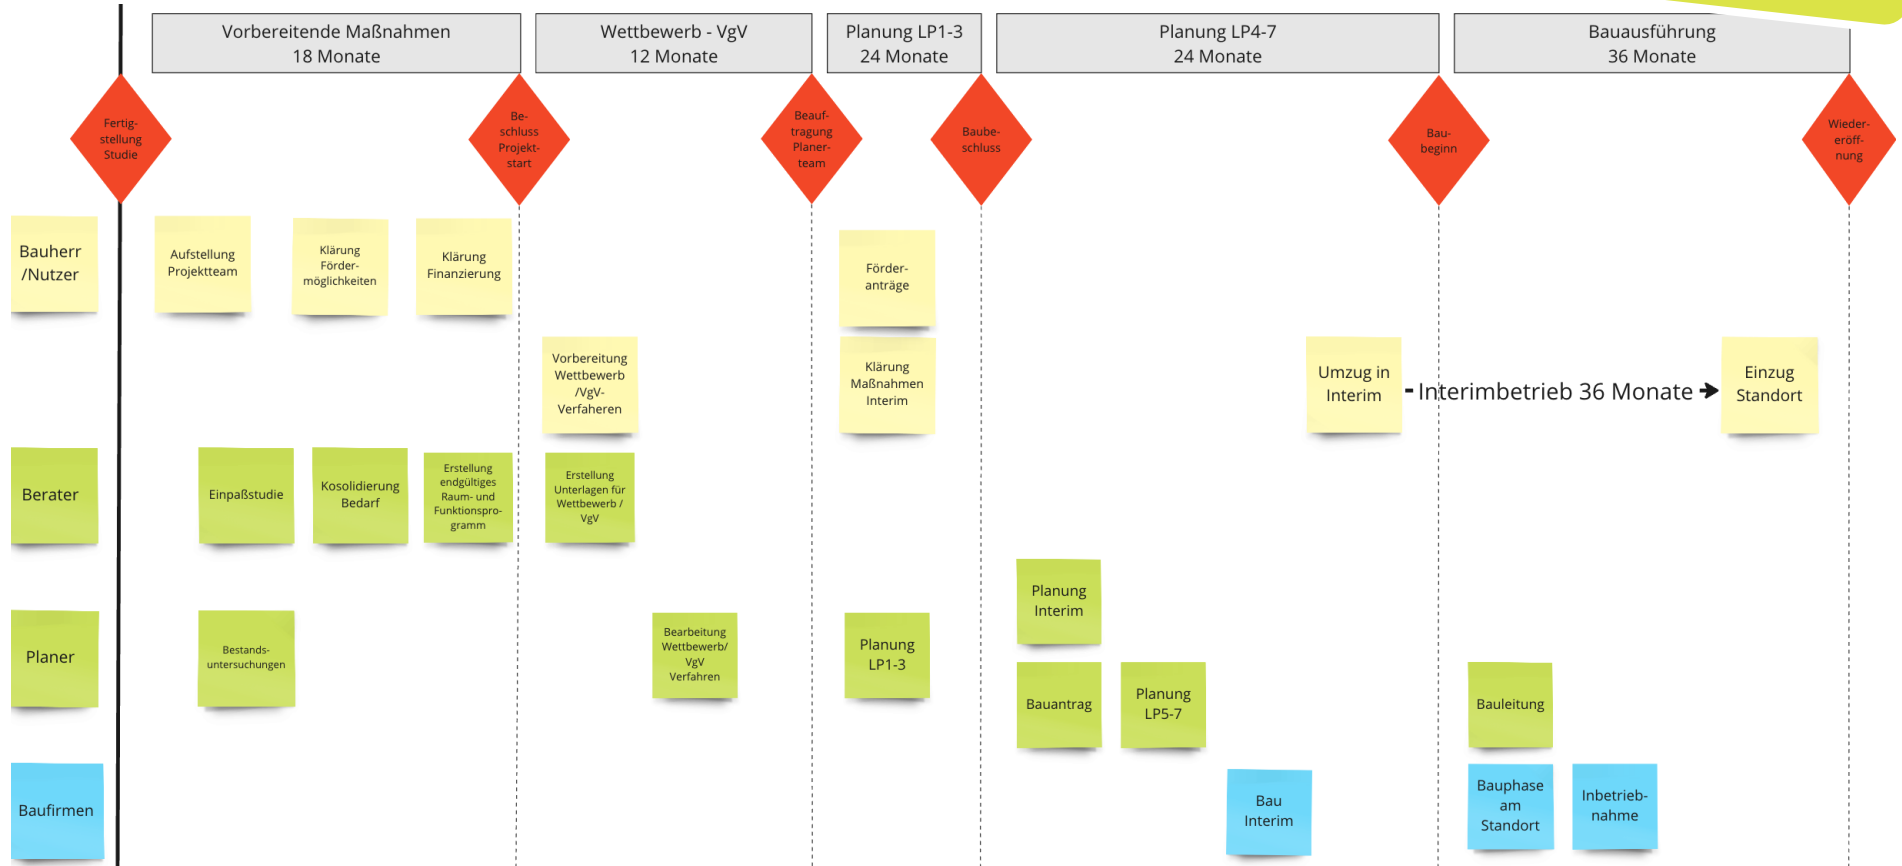 Vorbereitende Maßnahmen
18 Monate
Wettbewerb - VgV
12 Monate
Planung LP1-3
24 Monate
Planung LP4-7
24 Monate
Bauausführung
36 Monate
Fertig-
stellung
Studie
Be-
schluss
Projekt-
start
Beauf-
tragung
Planer-
team
Baube-
schluss
Bau-
beginn
Wieder-
eröff-
nung
Bauherr
/Nutzer
Aufstellung
Projektteam
Klärung
Förder-
möglichkeiten
Klärung
Finanzierung
Förder-
anträge
Vorbereitung
Wettbewerb
/VgV-
Verfaheren
Klärung
Maßnahmen
Interim
Umzug in
Interim
Interimbetrieb 36 Monate
Einzug
Standort
Berater
Einpaßstudie
Kosolidierung
Bedarf
Erstellung
endgültiges
Raum- und
Funktionspro-
gramm
Erstellung
Unterlagen für
Wettbewerb /
VgV
Planung
Interim
Planer
Bestands-
untersuchungen
Bearbeitung
Wettbewerb/
VgV
Verfahren
Planung
LP1-3
Bauantrag
Planung
LP5-7
Bauleitung
Baufirmen
Bau
Interim
Bauphase
am
Standort
Inbetrieb-
nahme